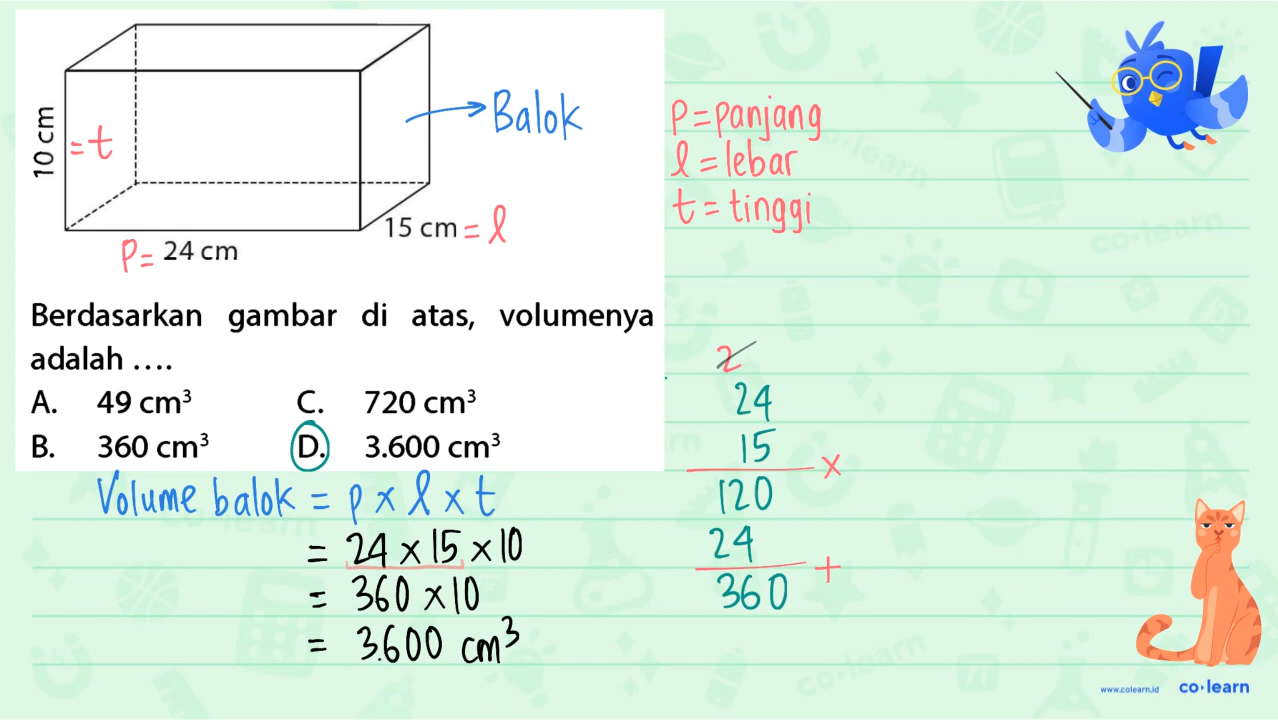 10 cm
= t
Balok
15 cm = l
p = 24 cm
p = panjang
l = lebar
t = tinggi
Berdasarkan gambar di atas, volumenya
adalah ....
A. 49 cm³ C. 720 cm³
B. 360 cm³ D. 3.600 cm³
Volume balok = p x l x t
= 24 x 15 x 10
= 360 x 10
= 3.600 cm³
2
24
15
x
120
24
+
360
www.colearn.id co·learn